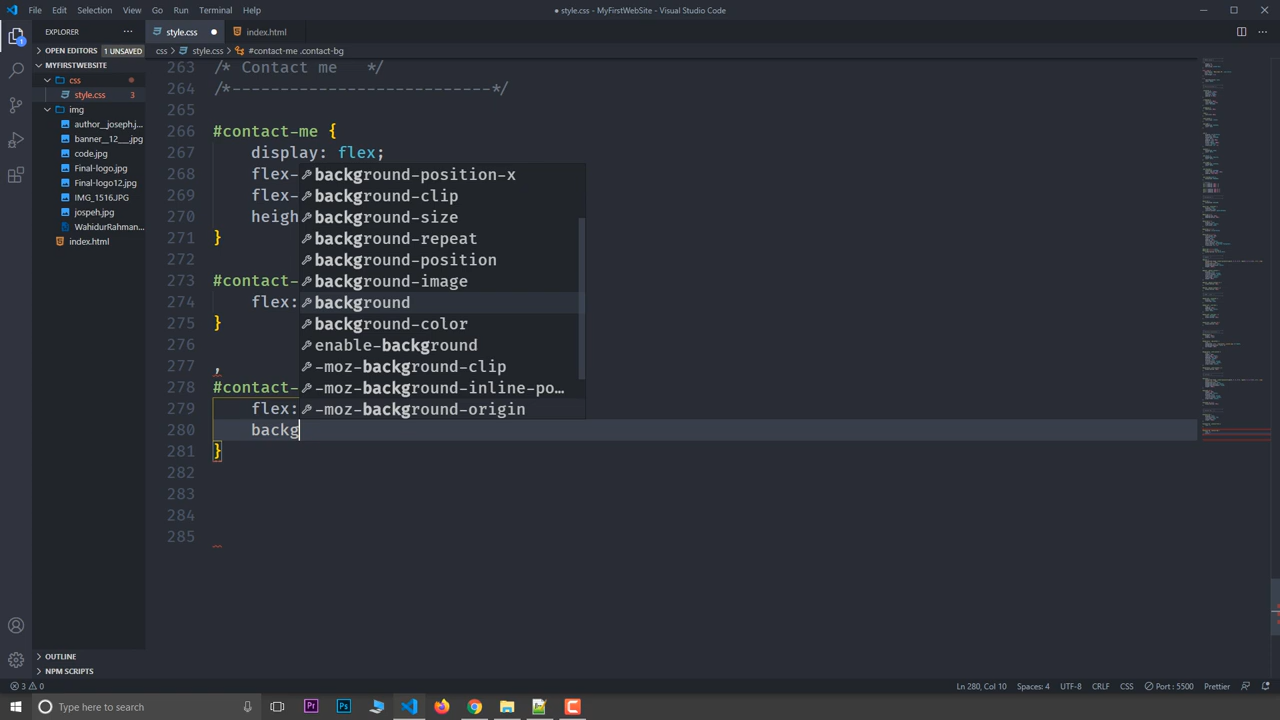 File Edit Selection View Go Run Terminal Help
● style.css - MyFirstWebSite - Visual Studio Code
EXPLORER
style.css ●
index.html
OPEN EDITORS 1 UNSAVED
css > style.css > #contact-me .contact-bg
MYFIRSTWEBSITE
css
style.css 3
img
author__joseph.j...
banner__12___.jpg
code.jpg
Final-logo.jpg
Final-logo12.jpg
IMG_1516.JPG
jospeh.jpg
WahidurRahman...
index.html
OUTLINE
NPM SCRIPTS
263 /* Contact me */
264 /*---------------------------*/
265
266 #contact-me {
267 display: flex;
268 flex-
269 flex-
270 heigh
271 }
272
273 #contact-
274 flex:
275 }
276
277 ,
278 #contact-
279 flex:
280 backg
281 }
282
283
284
285
background-position-x
background-clip
background-size
background-repeat
background-position
background-image
background
background-color
enable-background
-moz-background-clip
-moz-background-inline-po...
-moz-background-origin
3 0
Ln 280, Col 10 Spaces: 4 UTF-8 CRLF CSS Port : 5500 Prettier
Type here to search